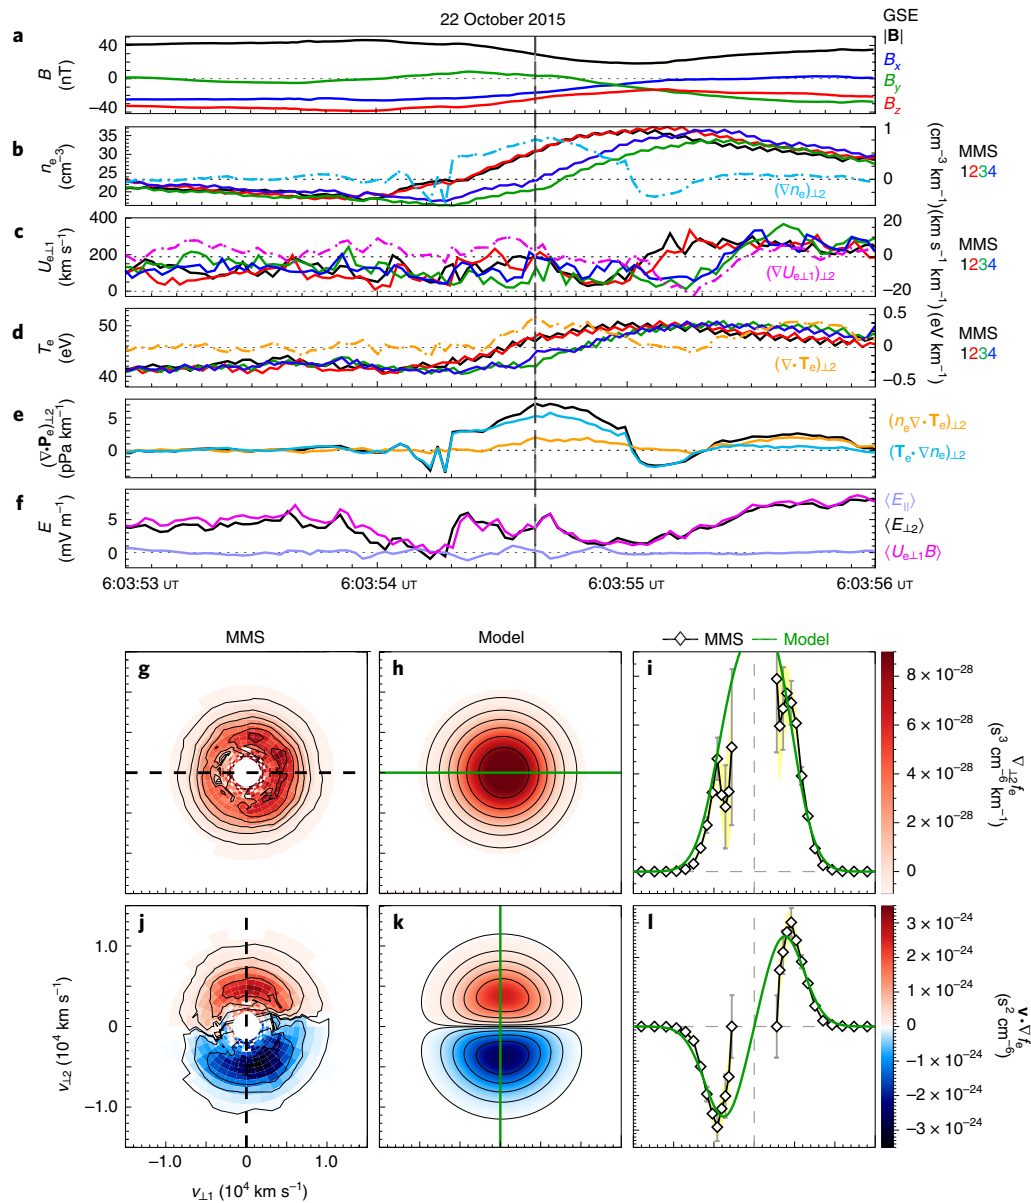 22 October 2015
GSE
a
|B|
40
0
−40
B
(nT)
Bx
By
Bz
b
35
30
25
20
ne
(cm−3)
1
0
(cm−3 km−1)
(∇ne)⊥2
MMS
1234
c
400
200
0
Ue⊥1
(km s−1)
20
0
−20
(km s−1 km−1)
(∇Ue⊥1)⊥2
MMS
1234
d
50
40
Te
(eV)
0.5
0
−0.5
(eV km−1)
(∇·Te)⊥2
MMS
1234
e
5
0
(∇·Pe)⊥2
(pPa km−1)
(ne∇·Te)⊥2
(Te·∇ne)⊥2
f
5
0
E
(mV m−1)
⟨E||⟩
⟨E⊥2⟩
⟨Ue⊥1B⟩
6:03:53 UT 6:03:54 UT 6:03:55 UT 6:03:56 UT
MMS Model MMS Model
g h i
8 × 10−28
6 × 10−28
4 × 10−28
2 × 10−28
0
∇⊥2fe
(s3 cm−6 km−1)
j k l
1.0
0
−1.0
v⊥2 (104 km s−1)
3 × 10−24
2 × 10−24
1 × 10−24
0
−1 × 10−24
−2 × 10−24
−3 × 10−24
v·∇fe
(s2 cm−6)
−1.0 0 1.0
v⊥1 (104 km s−1)